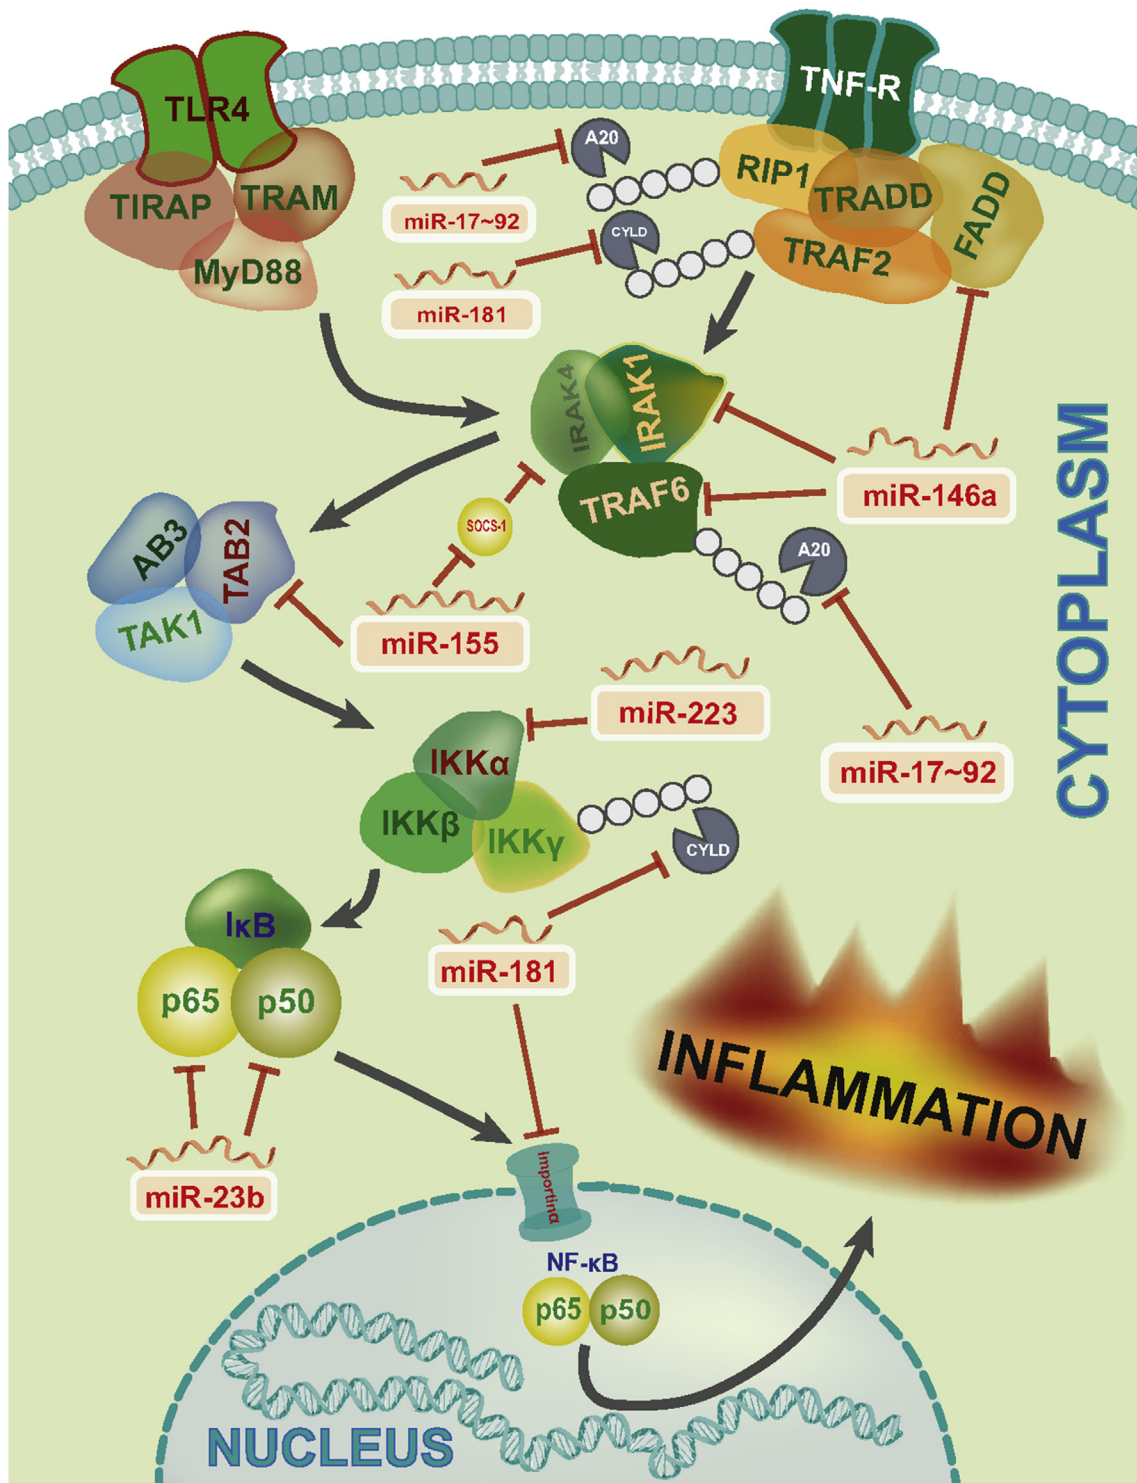 TLR4
TNF-R
TIRAP
TRAM
MyD88
A20
miR-17~92
CYLD
miR-181
RIP1
TRADD
FADD
TRAF2
IRAK4
IRAK1
TRAF6
miR-146a
SOCS-1
A20
AB3
TAB2
TAK1
miR-155
miR-223
miR-17~92
CYTOPLASM
IKKα
IKKβ
IKKγ
CYLD
IκB
p65
p50
miR-181
INFLAMMATION
miR-23b
importinα
NF-κB
p65
p50
NUCLEUS